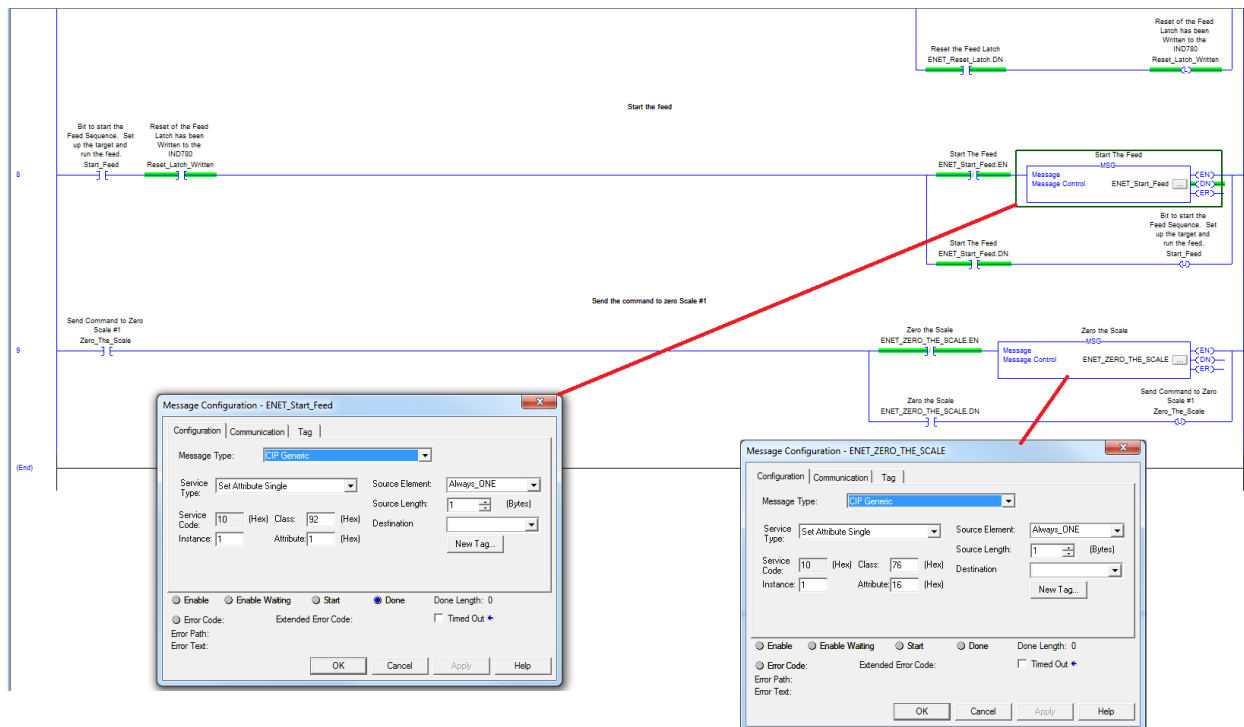 Reset of the Feed
Latch has been
Written to the
IND780
Reset_Latch_Written
Reset the Feed Latch
ENET_Reset_Latch.DN
L
Start the feed
8
Bit to start the
Feed Sequence. Set
up the target and
run the feed.
Start_Feed
Reset of the Feed
Latch has been
Written to the
IND780
Reset_Latch_Written
Start The Feed
ENET_Start_Feed.EN
Start The Feed
MSG
Message
Message Control ENET_Start_Feed ...
EN
DN
ER
Start The Feed
ENET_Start_Feed.DN
Bit to start the
Feed Sequence. Set
up the target and
run the feed.
Start_Feed
U
Send the command to zero Scale #1
9
Send Command to Zero
Scale #1
Zero_The_Scale
Zero the Scale
ENET_ZERO_THE_SCALE.EN
Zero the Scale
MSG
Message
Message Control ENET_ZERO_THE_SCALE ...
EN
DN
ER
Zero the Scale
ENET_ZERO_THE_SCALE.DN
Send Command to Zero
Scale #1
Zero_The_Scale
U
(End)
Message Configuration - ENET_Start_Feed
Configuration Communication Tag
Message Type: CIP Generic
Service Type: Set Attribute Single
Source Element: Always_ONE
Source Length: 1 (Bytes)
Service Code: 10 (Hex) Class: 92 (Hex)
Destination
Instance: 1 Attribute: 1 (Hex)
New Tag...
Enable Enable Waiting Start Done Done Length: 0
Error Code: Extended Error Code: Timed Out
Error Path:
Error Text:
OK Cancel Apply Help
Message Configuration - ENET_ZERO_THE_SCALE
Configuration Communication Tag
Message Type: CIP Generic
Service Type: Set Attribute Single
Source Element: Always_ONE
Source Length: 1 (Bytes)
Service Code: 10 (Hex) Class: 76 (Hex)
Destination
Instance: 1 Attribute: 16 (Hex)
New Tag...
Enable Enable Waiting Start Done Done Length: 0
Error Code: Extended Error Code: Timed Out
Error Path:
Error Text:
OK Cancel Apply Help